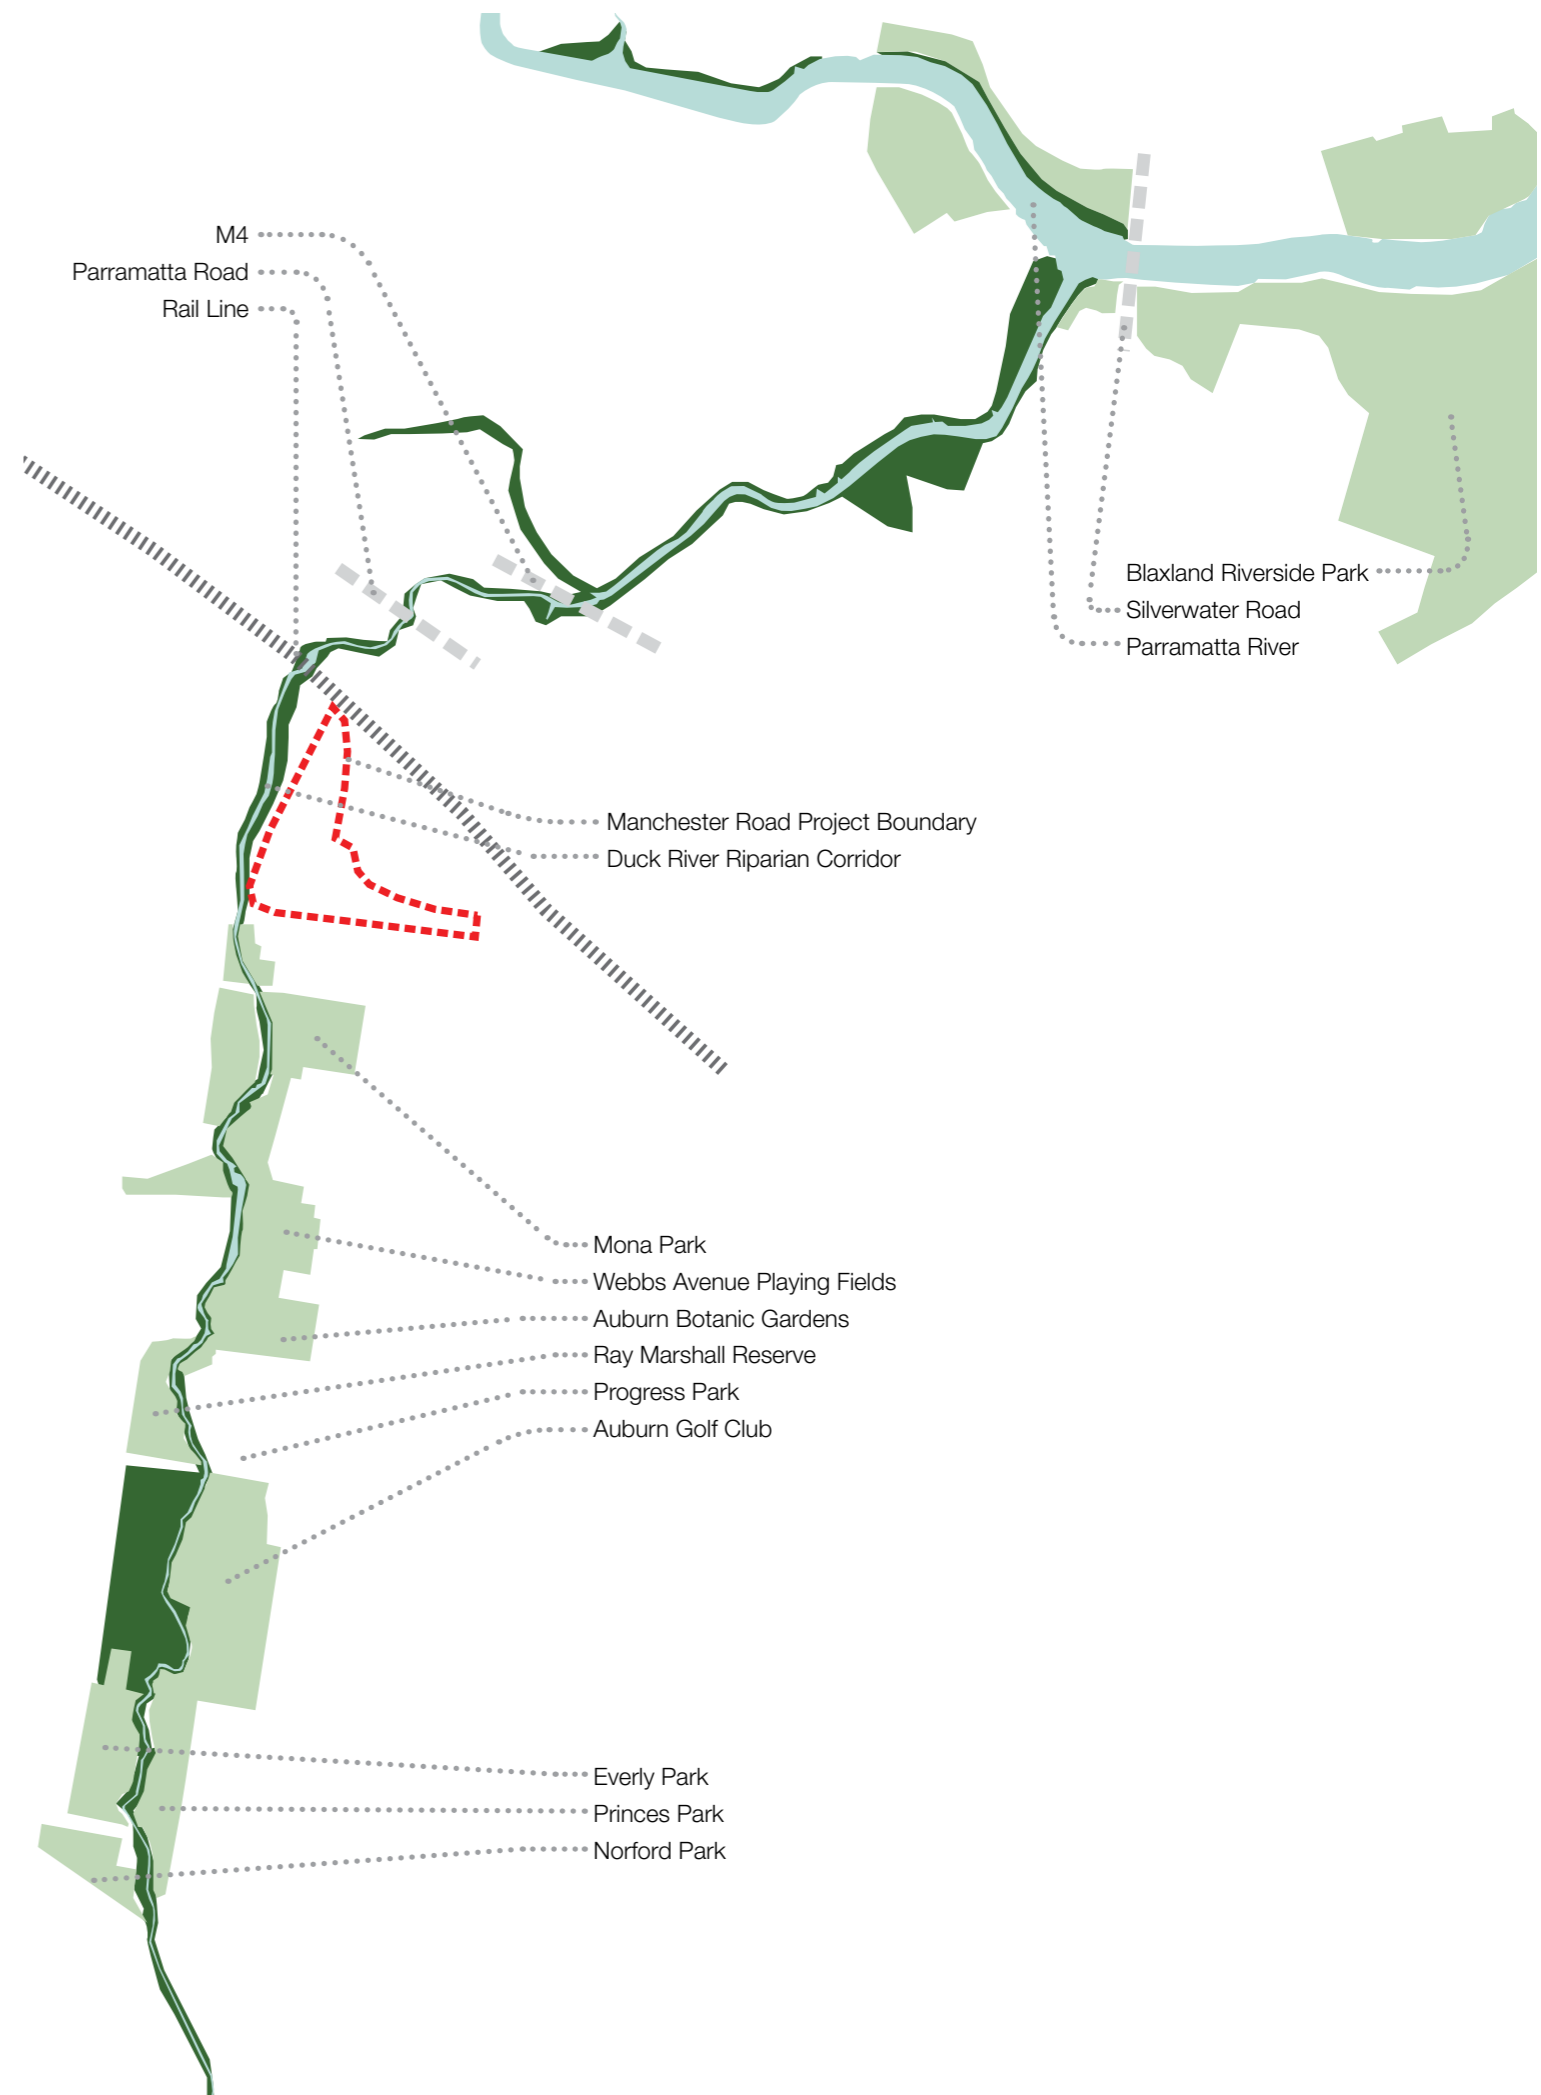 M4
Parramatta Road
Rail Line
Blaxland Riverside Park
Silverwater Road
Parramatta River
Manchester Road Project Boundary
Duck River Riparian Corridor
Mona Park
Webbs Avenue Playing Fields
Auburn Botanic Gardens
Ray Marshall Reserve
Progress Park
Auburn Golf Club
Everly Park
Princes Park
Norford Park